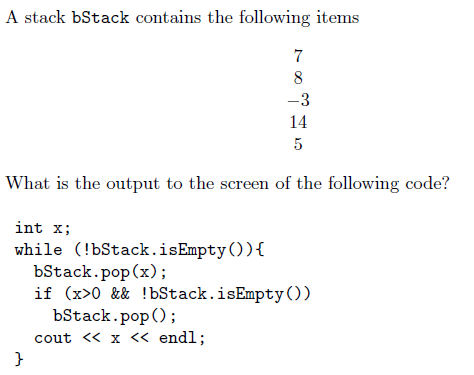 A stack bStack contains the following items
7
8
−3
14
5
What is the output to the screen of the following code?
int x;
while (!bStack.isEmpty()){
  bStack.pop(x);
  if (x>0 && !bStack.isEmpty())
    bStack.pop();
  cout << x << endl;
}